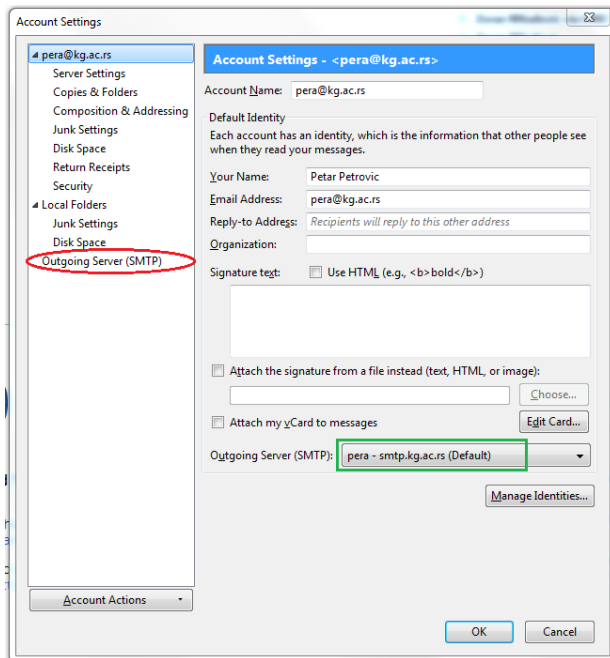 Account Settings
pera@kg.ac.rs
Server Settings
Copies & Folders
Composition & Addressing
Junk Settings
Disk Space
Return Receipts
Security
Local Folders
Junk Settings
Disk Space
Outgoing Server (SMTP)
Account Actions
Account Settings - <pera@kg.ac.rs>
Account Name: pera@kg.ac.rs
Default Identity
Each account has an identity, which is the information that other people see
when they read your messages.
Your Name: Petar Petrovic
Email Address: pera@kg.ac.rs
Reply-to Address: Recipients will reply to this other address
Organization:
Signature text: Use HTML (e.g., <b>bold</b>)
Attach the signature from a file instead (text, HTML, or image):
Choose...
Attach my vCard to messages
Edit Card...
Outgoing Server (SMTP): pera - smtp.kg.ac.rs (Default)
Manage Identities...
OK Cancel